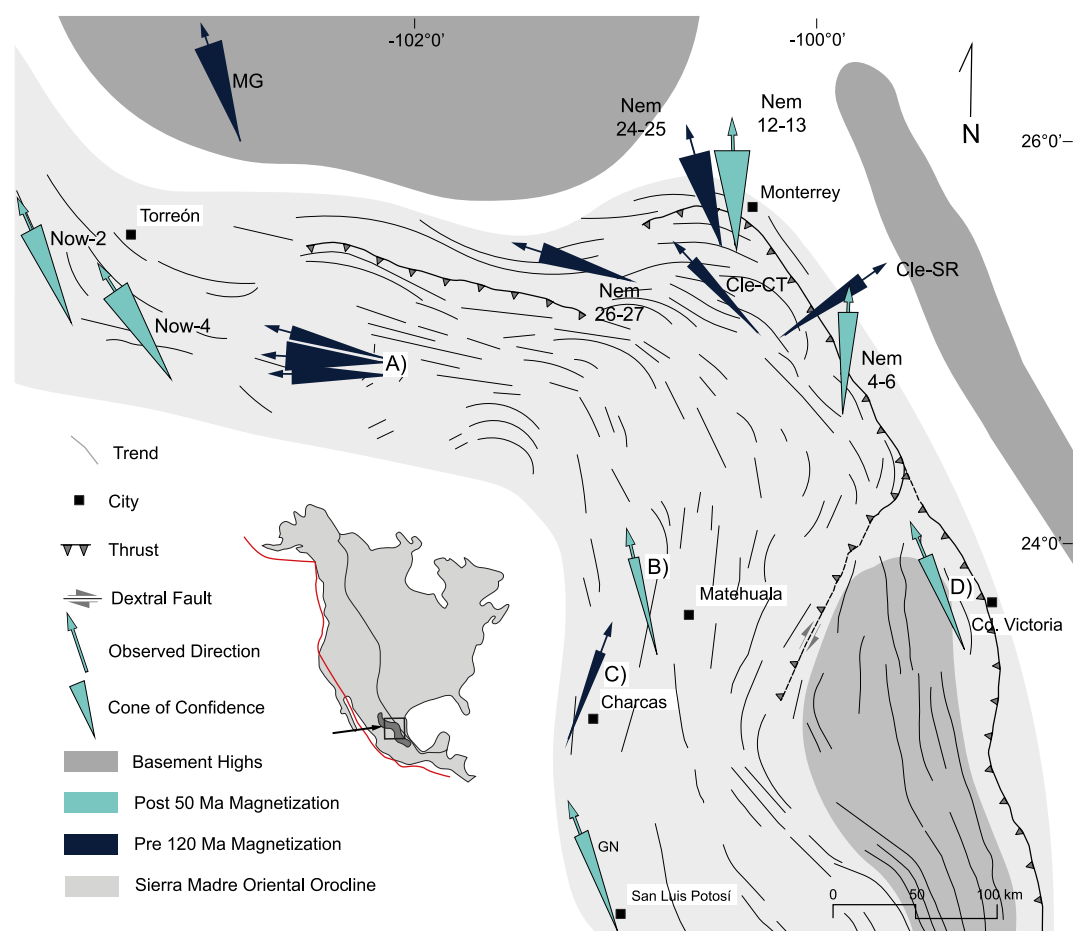 -102°0’
-100°0’
MG
Nem
24-25
Nem
12-13
N
26°0’
Monterrey
Torreón
Now-2
Cle-SR
Cle-CT
Nem
26-27
Now-4
A)
Nem
4-6
Trend
City
Thrust
24°0’
B)
D)
Matehuala
Dextral Fault
Cd. Victoria
Observed Direction
C)
Charcas
Cone of Confidence
Basement Highs
Post 50 Ma Magnetization
Pre 120 Ma Magnetization
GN
Sierra Madre Oriental Orocline
San Luis Potosí
0 50 100 km